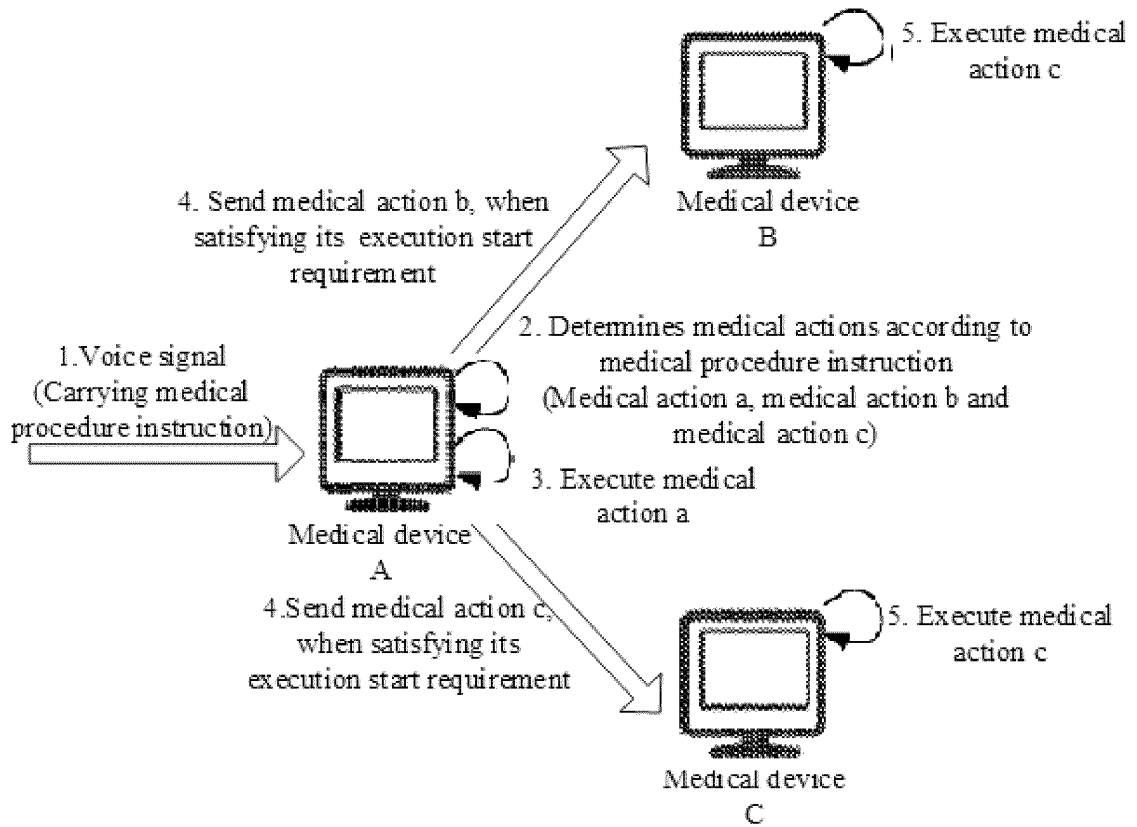 5. Execute medical
action c
4. Send medical action b, when
satisfying its execution start
requirement
Medical device
B
2. Determines medical actions according to
medical procedure instruction
(Medical action a, medical action b and
medical action c)
1.Voice signal
(Carrying medical
procedure instruction)
3. Execute medical
action a
Medical device
A
4.Send medical action c,
when satisfying its
execution start requirement
5. Execute medical
action c
Medical device
C